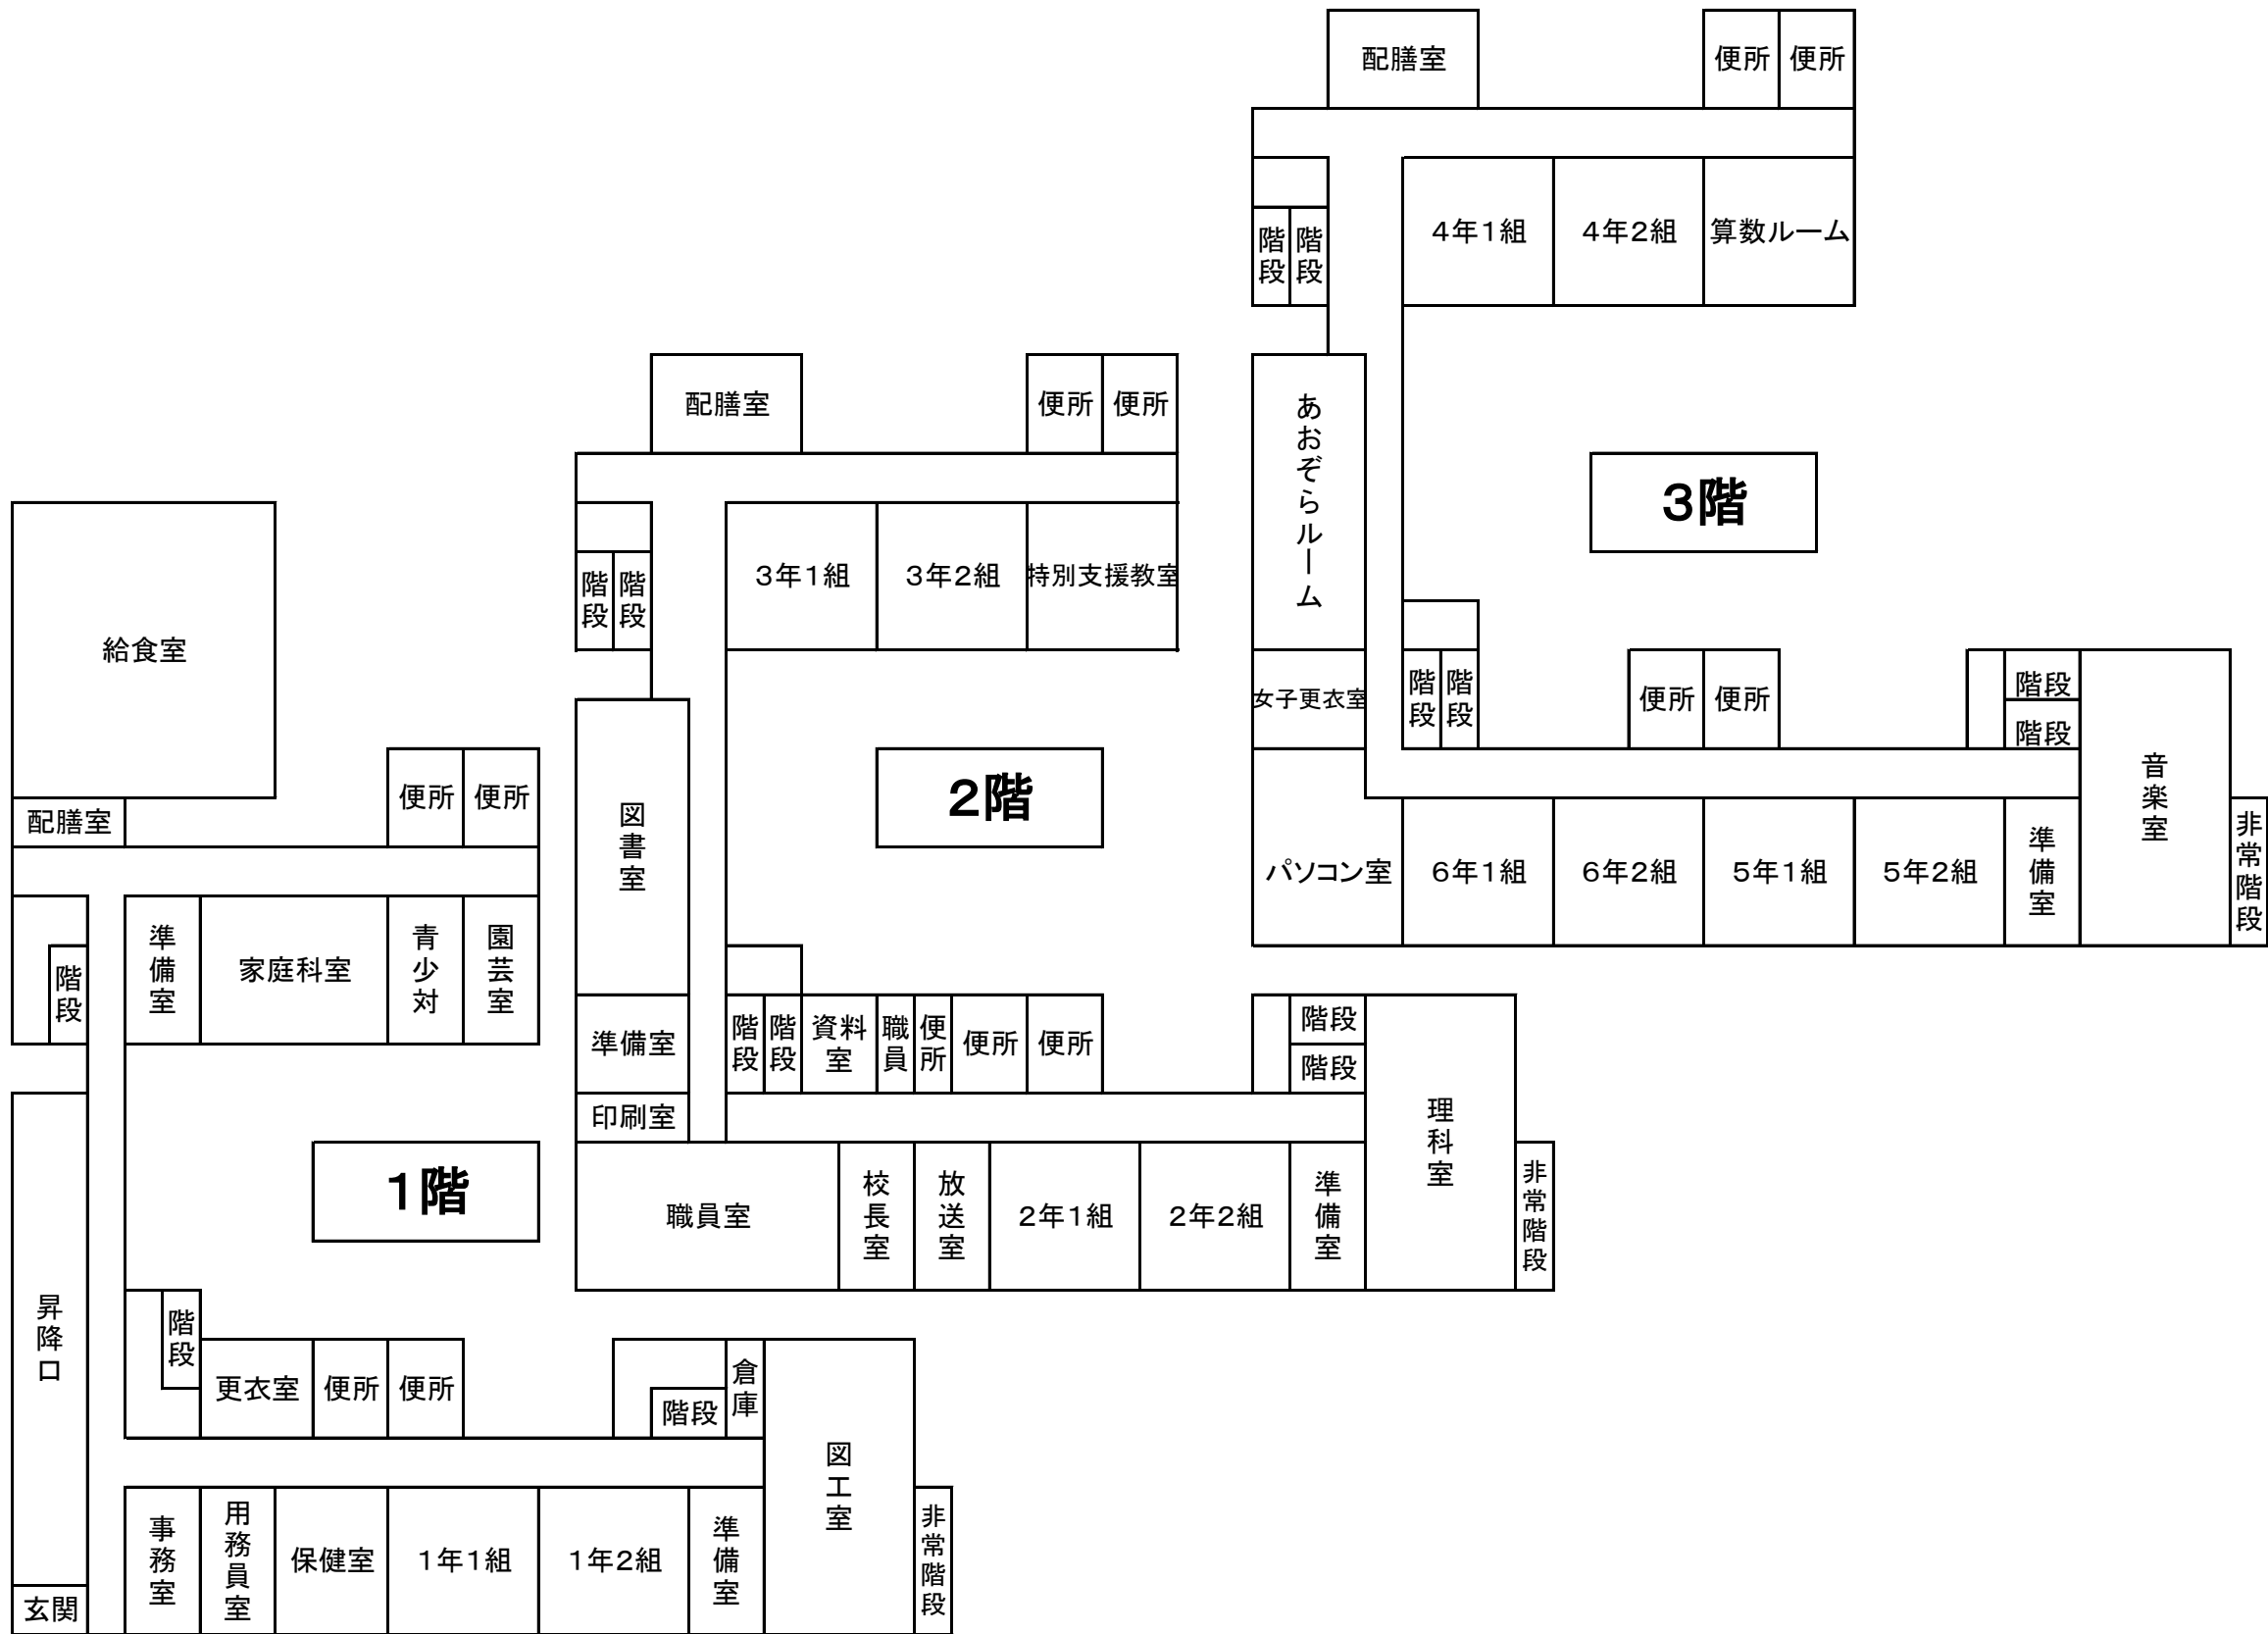 配膳室
便所
便所
階段
階段
4年1組
4年2組
算数ルーム
あおぞらルーム
3階
女子更衣室
階段
階段
便所
便所
階段
階段
音楽室
パソコン室
6年1組
6年2組
5年1組
5年2組
準備室
非常階段
配膳室
便所
便所
階段
階段
3年1組
3年2組
特別支援教室
図書室
2階
準備室
階段
階段
資料室
職員
便所
便所
便所
階段
階段
理科室
印刷室
職員室
校長室
放送室
2年1組
2年2組
準備室
非常階段
給食室
配膳室
便所
便所
階段
準備室
家庭科室
青少対
園芸室
1階
昇降口
階段
更衣室
便所
便所
階段
倉庫
図工室
玄関
事務室
用務員室
保健室
1年1組
1年2組
準備室
非常階段